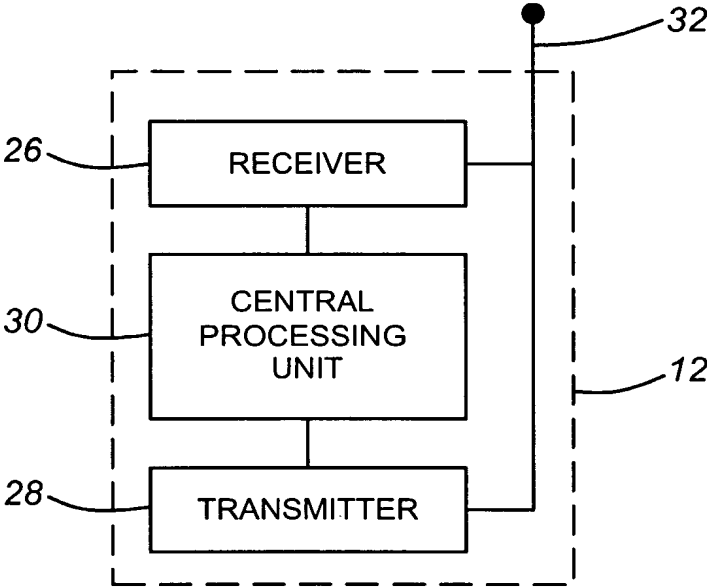 32
26
RECEIVER
30
CENTRAL
PROCESSING
UNIT
12
28
TRANSMITTER